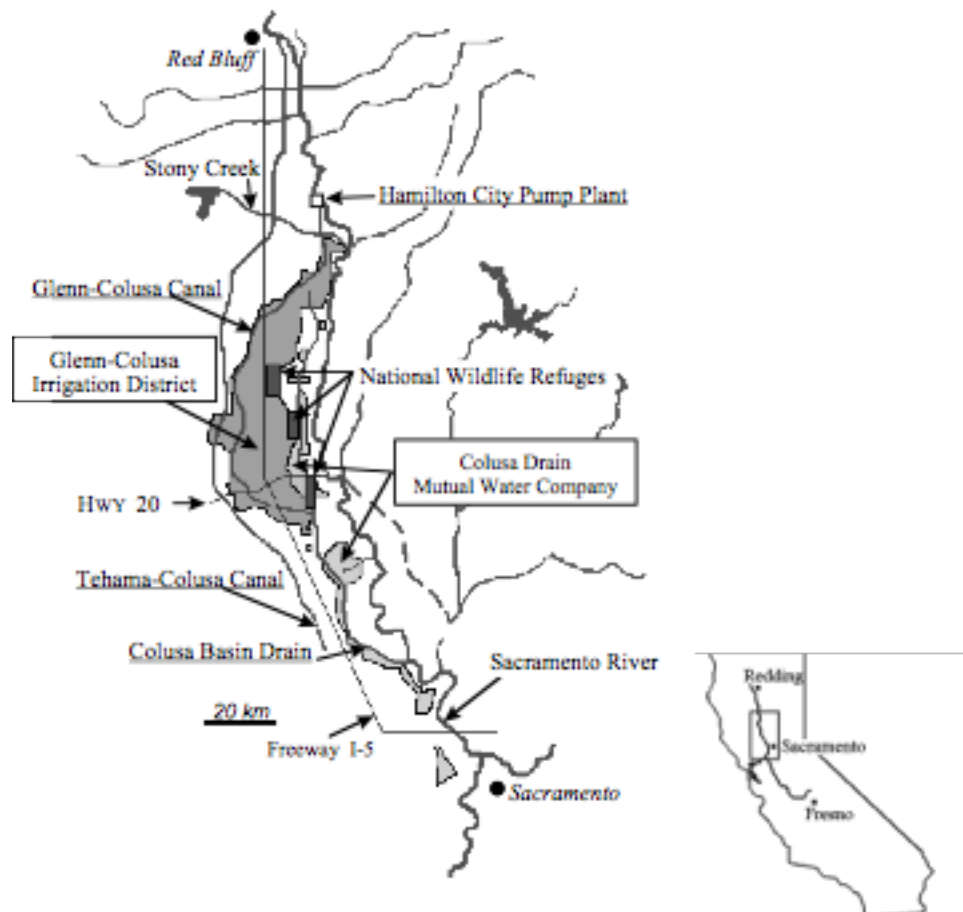 Red Bluff
Stony Creek
Hamilton City Pump Plant
Glenn-Colusa Canal
Glenn-Colusa
Irrigation District
National Wildlife Refuges
Colusa Drain
Mutual Water Company
HWY 20
Tehama-Colusa Canal
Colusa Basin Drain
Sacramento River
20 km
Freeway I-5
Sacramento
Redding
Sacramento
Fresno